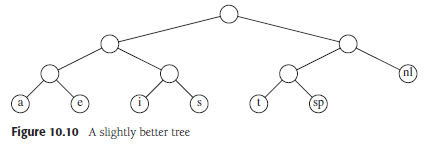 nl
a e i s t sp
Figure 10.10 A slightly better tree